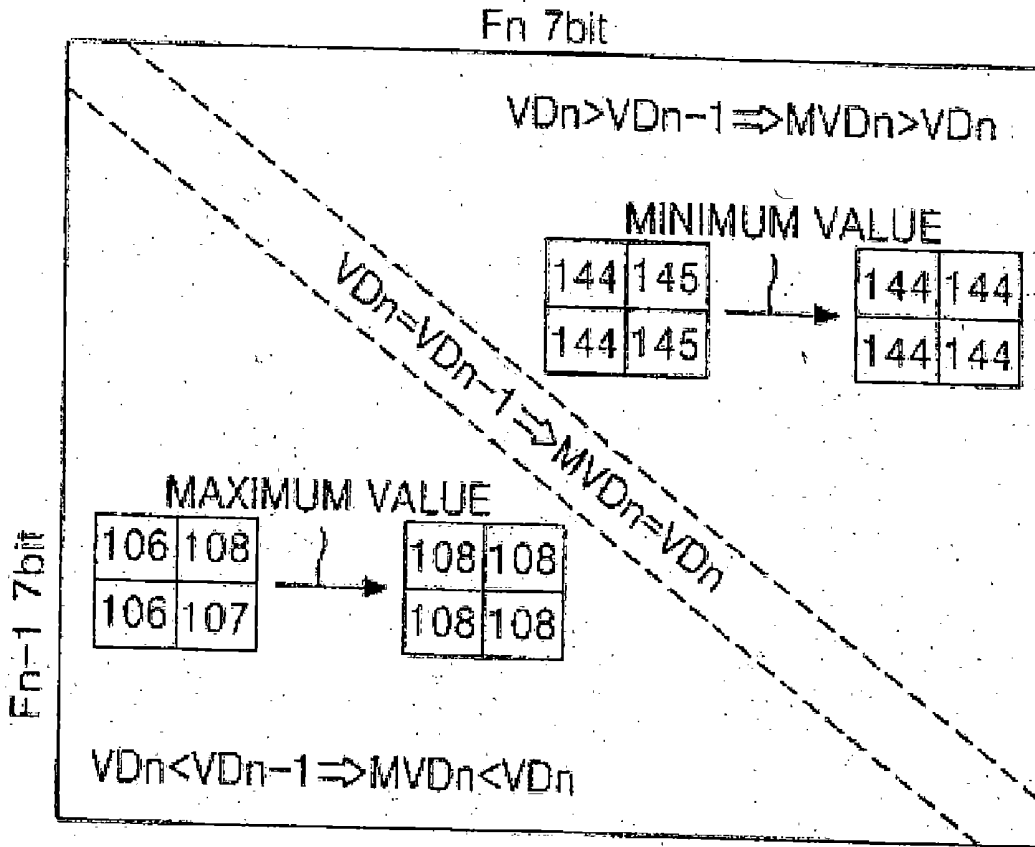 Fn 7bit
VDn>VDn-1⇒MVDn>VDn
MINIMUM VALUE
144 145 144 144
144 145 144 144
VDn=VDn-1⇒MVDn=VDn
MAXIMUM VALUE
106 108 108 108
106 107 108 108
Fn-1 7bit
VDn<VDn-1⇒MVDn<VDn